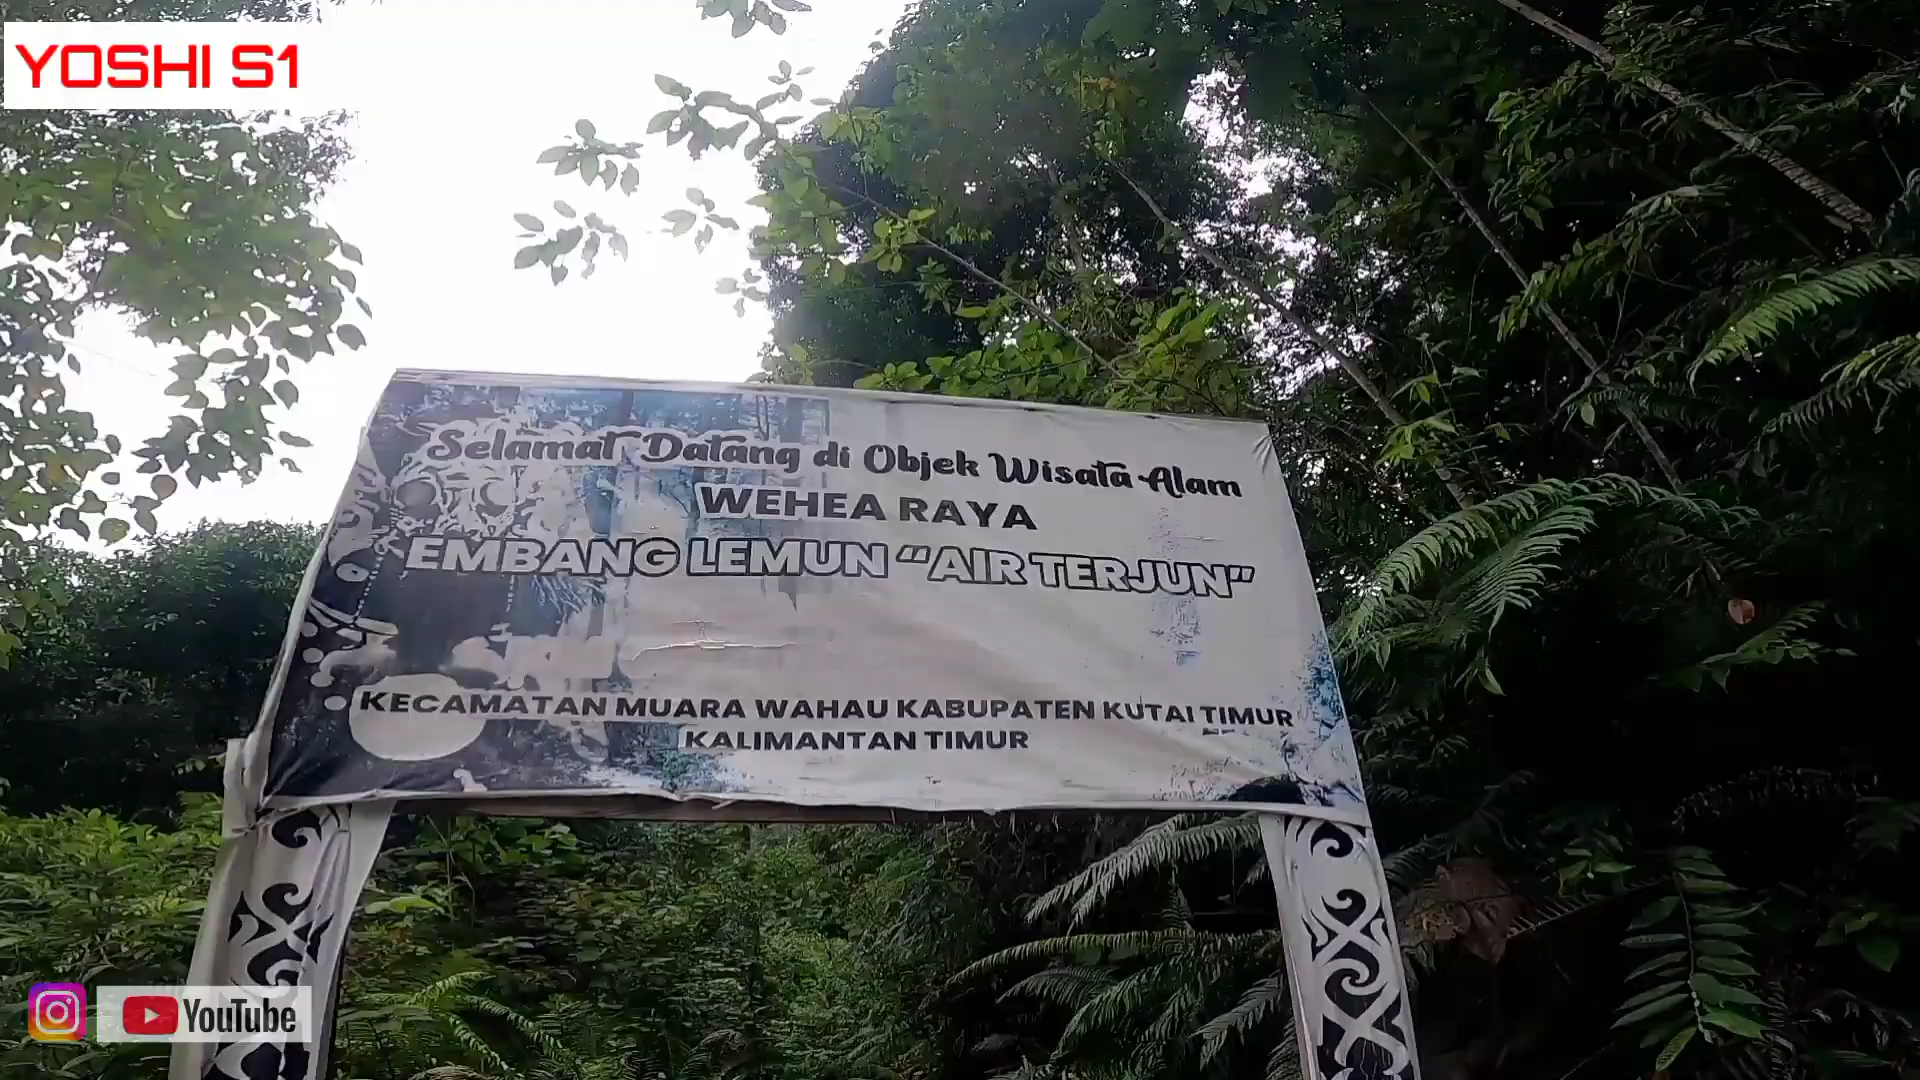 YOSHI S1
Selamat Datang di Objek Wisata Alam
WEHEA RAYA
EMBANG LEMUN "AIR TERJUN"
KECAMATAN MUARA WAHAU KABUPATEN KUTAI TIMUR
KALIMANTAN TIMUR
YouTube